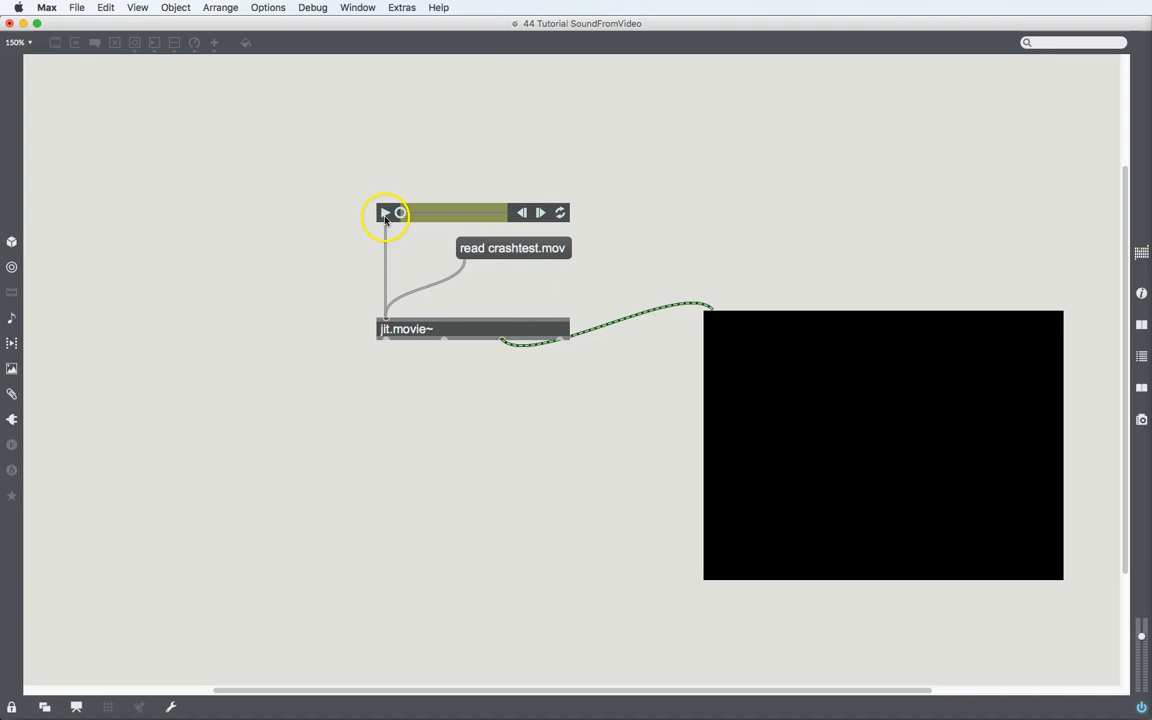 Max File Edit View Object Arrange Options Debug Window Extras Help
44 Tutorial SoundFromVideo
150%
read crashtest.mov
jit.movie~